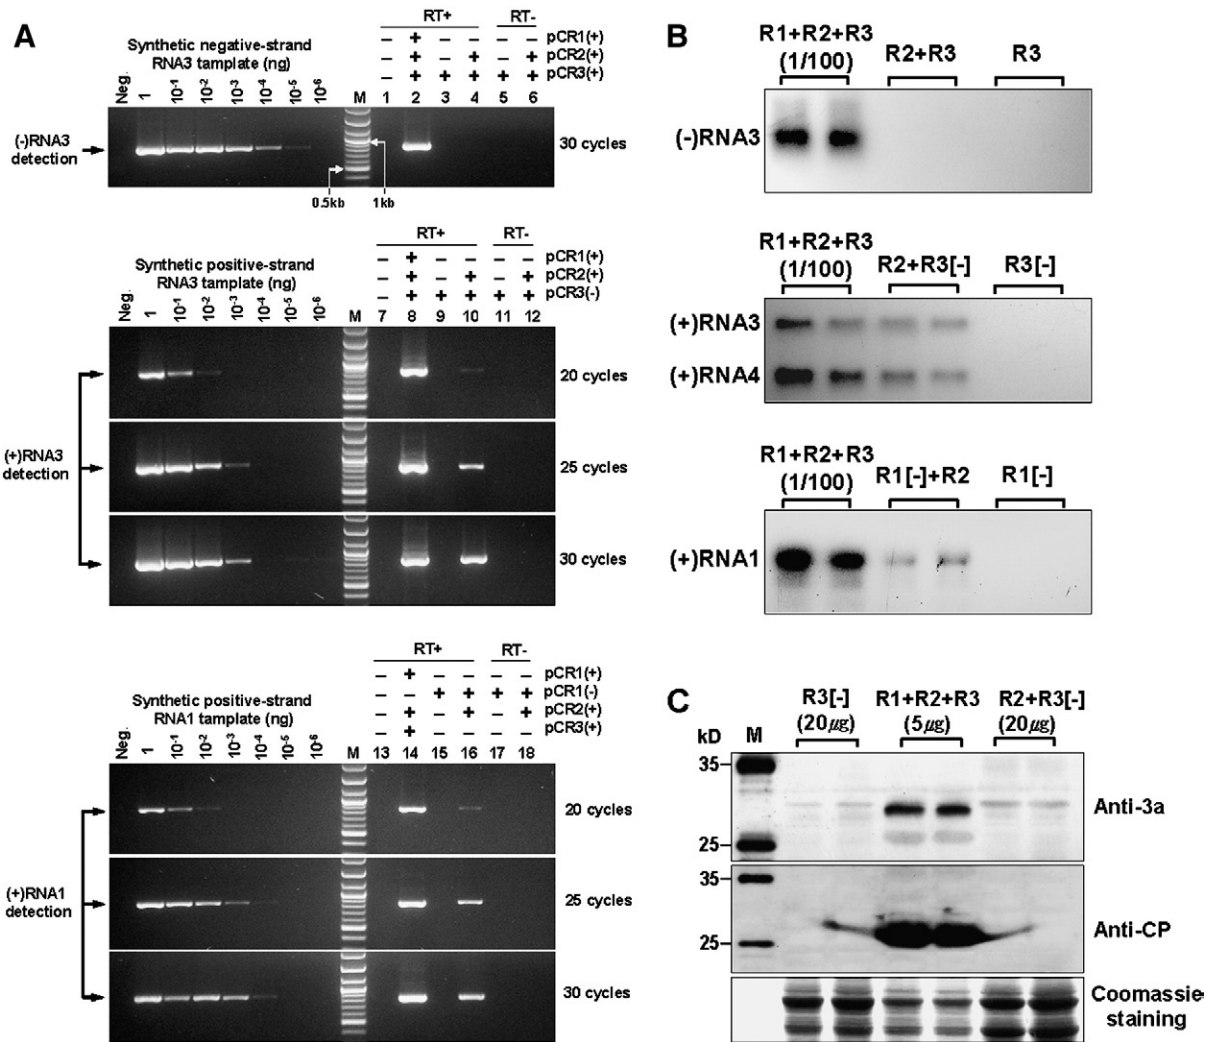 A
Synthetic negative-strand
RNA3 tamplate (ng)
Neg.
1
10-1
10-2
10-3
10-4
10-5
10-6
M
RT+
RT-
– + – – – – pCR1(+)
– + – + – + pCR2(+)
– + + + + + pCR3(+)
1 2 3 4 5 6
(-)RNA3
detection
30 cycles
0.5kb
1kb
Synthetic positive-strand
RNA3 tamplate (ng)
Neg.
1
10-1
10-2
10-3
10-4
10-5
10-6
M
RT+
RT-
– + – – – – pCR1(+)
– + – + – + pCR2(+)
– + + + + + pCR3(-)
7 8 9 10 11 12
20 cycles
(+)RNA3
detection
25 cycles
30 cycles
Synthetic positive-strand
RNA1 tamplate (ng)
Neg.
1
10-1
10-2
10-3
10-4
10-5
10-6
M
RT+
RT-
– + – – – – pCR1(+)
– – + + + + pCR1(-)
– + – + – + pCR2(+)
– + – – – – pCR3(+)
13 14 15 16 17 18
20 cycles
(+)RNA1
detection
25 cycles
30 cycles
B
R1+R2+R3
(1/100)
R2+R3
R3
(-)RNA3
R1+R2+R3
(1/100)
R2+R3[-]
R3[-]
(+)RNA3
(+)RNA4
R1+R2+R3
(1/100)
R1[-]+R2
R1[-]
(+)RNA1
C
kD
M
R3[-]
(20μg)
R1+R2+R3
(5μg)
R2+R3[-]
(20μg)
35
25
Anti-3a
35
25
Anti-CP
Coomassie
staining